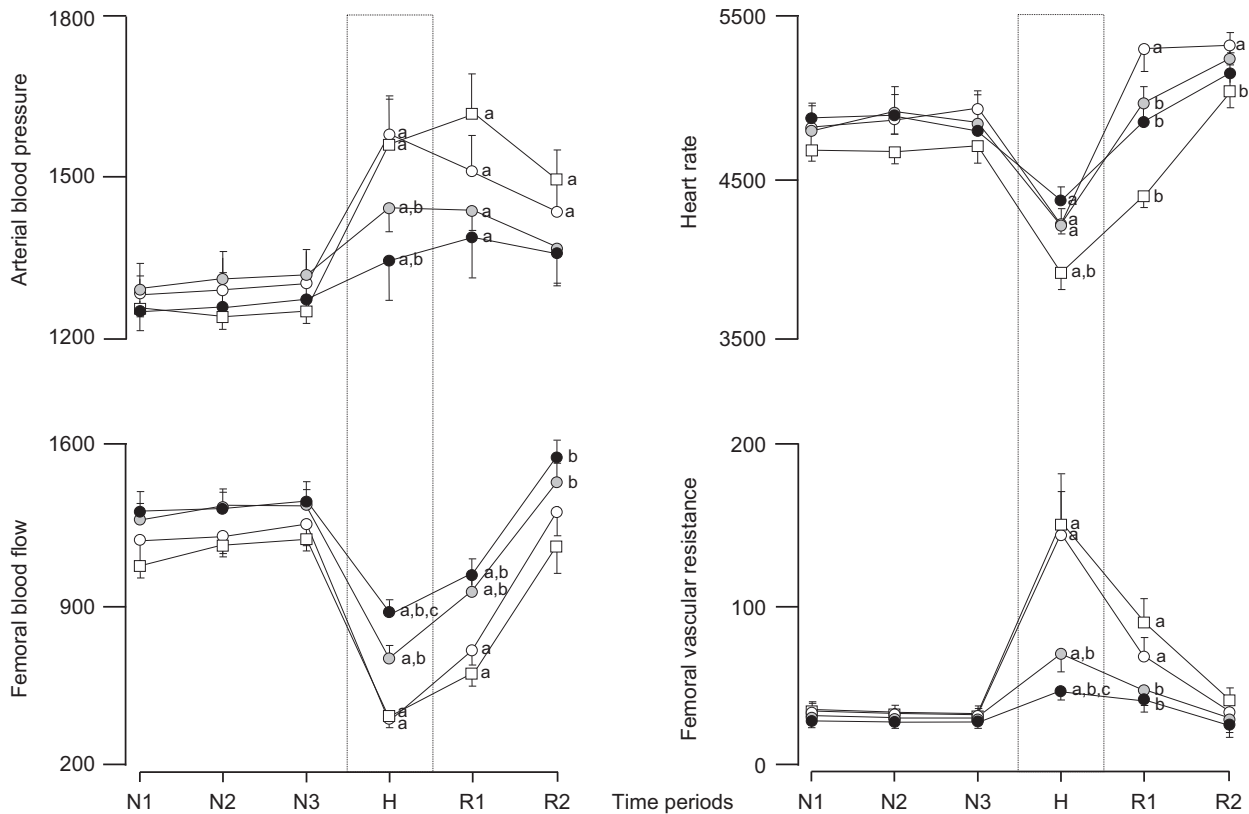 Arterial blood pressure
1800
1500
1200
a
a
a,b
a,b
a
a
a
a
a
a
Heart rate
5500
4500
3500
a
a
a
a,b
a
b
b
b
a
b
Femoral blood flow
1600
900
200
a,b,c
a,b
a
a
a,b
a,b
a
a
b
b
N1 N2 N3 H R1 R2
Femoral vascular resistance
200
100
0
a
a
a,b
a,b,c
a
a
b
b
N1 N2 N3 H R1 R2
Time periods